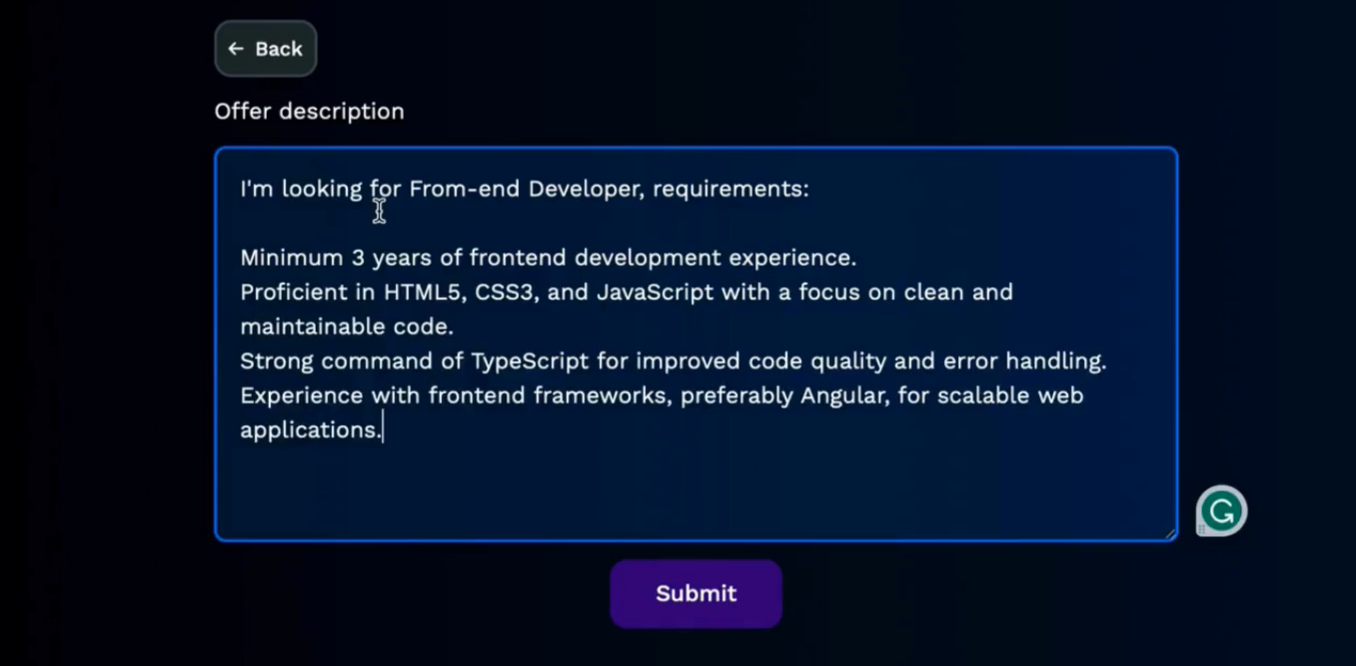 ← Back
Offer description
I'm looking for From-end Developer, requirements:
Minimum 3 years of frontend development experience.
Proficient in HTML5, CSS3, and JavaScript with a focus on clean and
maintainable code.
Strong command of TypeScript for improved code quality and error handling.
Experience with frontend frameworks, preferably Angular, for scalable web
applications.
Submit